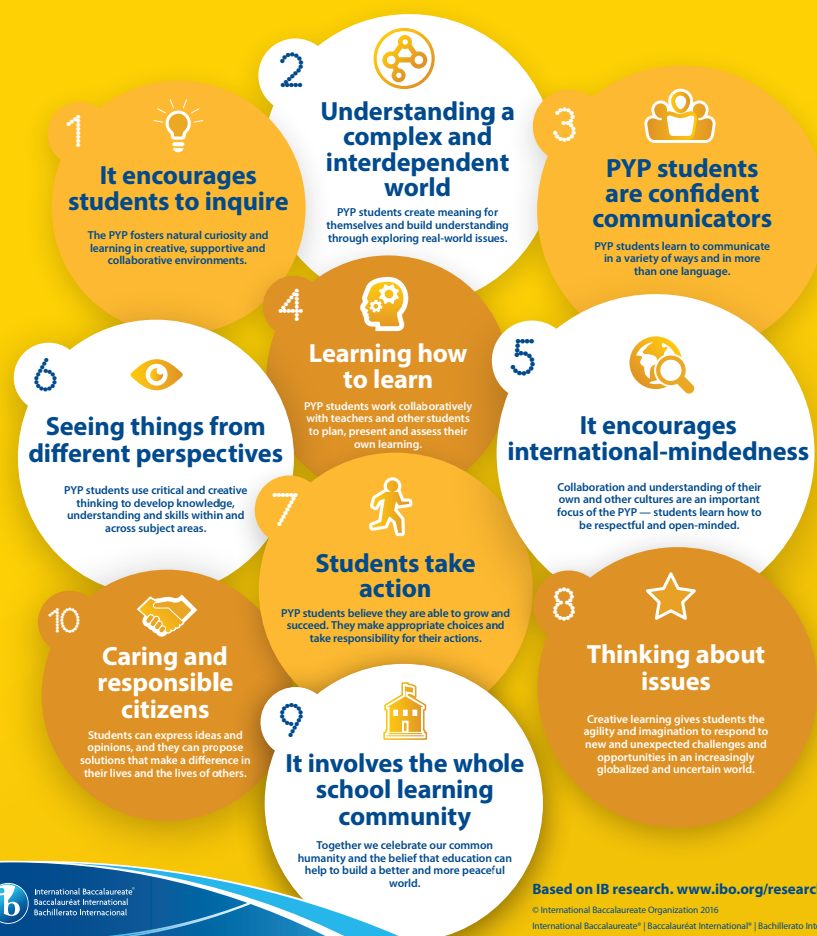 1
It encourages
students to inquire
The PYP fosters natural curiosity and
learning in creative, supportive and
collaborative environments.
2
Understanding a
complex and
interdependent
world
PYP students create meaning for
themselves and build understanding
through exploring real-world issues.
3
PYP students
are confident
communicators
PYP students learn to communicate
in a variety of ways and in more
than one language.
4
Learning how
to learn
PYP students work collaboratively
with teachers and other students
to plan, present and assess their
own learning.
5
It encourages
international-mindedness
Collaboration and understanding of their
own and other cultures are an important
focus of the PYP — students learn how to
be respectful and open-minded.
6
Seeing things from
different perspectives
PYP students use critical and creative
thinking to develop knowledge,
understanding and skills within and
across subject areas.
7
Students take
action
PYP students believe they are able to grow and
succeed. They make appropriate choices and
take responsibility for their actions.
8
Thinking about
issues
Creative learning gives students the
agility and imagination to respond to
new and unexpected challenges and
opportunities in an increasingly
globalized and uncertain world.
9
It involves the whole
school learning
community
Together we celebrate our common
humanity and the belief that education can
help to build a better and more peaceful
world.
10
Caring and
responsible
citizens
Students can express ideas and
opinions, and they can propose
solutions that make a difference in
their lives and the lives of others.
ib
International Baccalaureate®
Baccalauréat International
Bachillerato Internacional
Based on IB research. www.ibo.org/researc
© International Baccalaureate Organization 2016
International Baccalaureate® | Baccalauréat International® | Bachillerato Inte